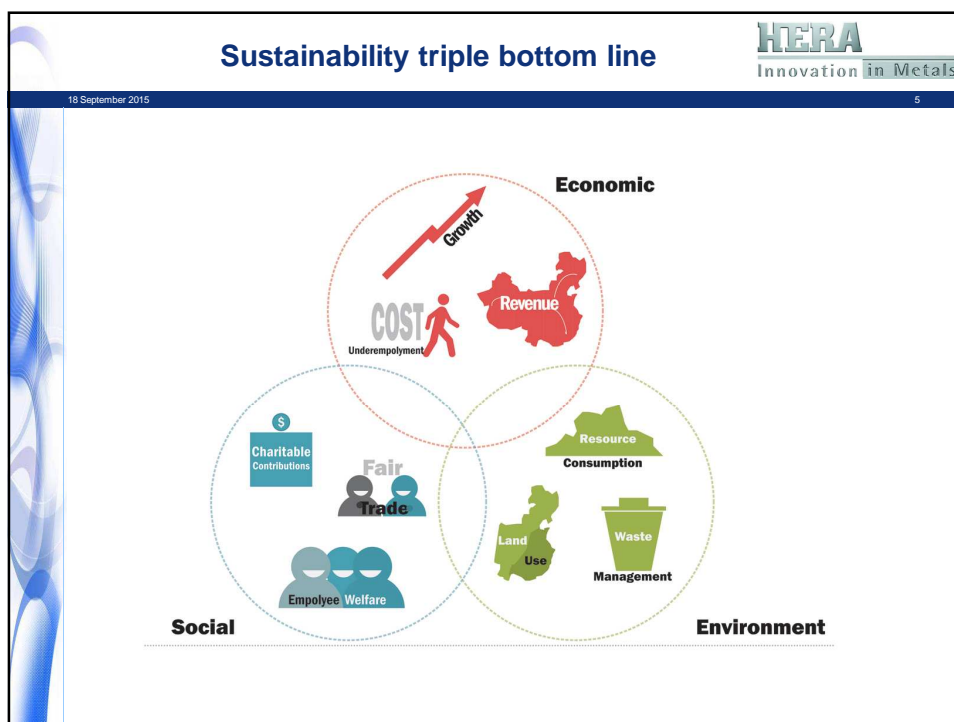 Sustainability triple bottom line
HERA
Innovation in Metals
18 September 2015
5
Economic
Growth
Revenue
COST
Underempolyment
$
Charitable
Contributions
Fair
Trade
Empolyee Welfare
Social
Resource
Consumption
Land
Use
Waste
Management
Environment